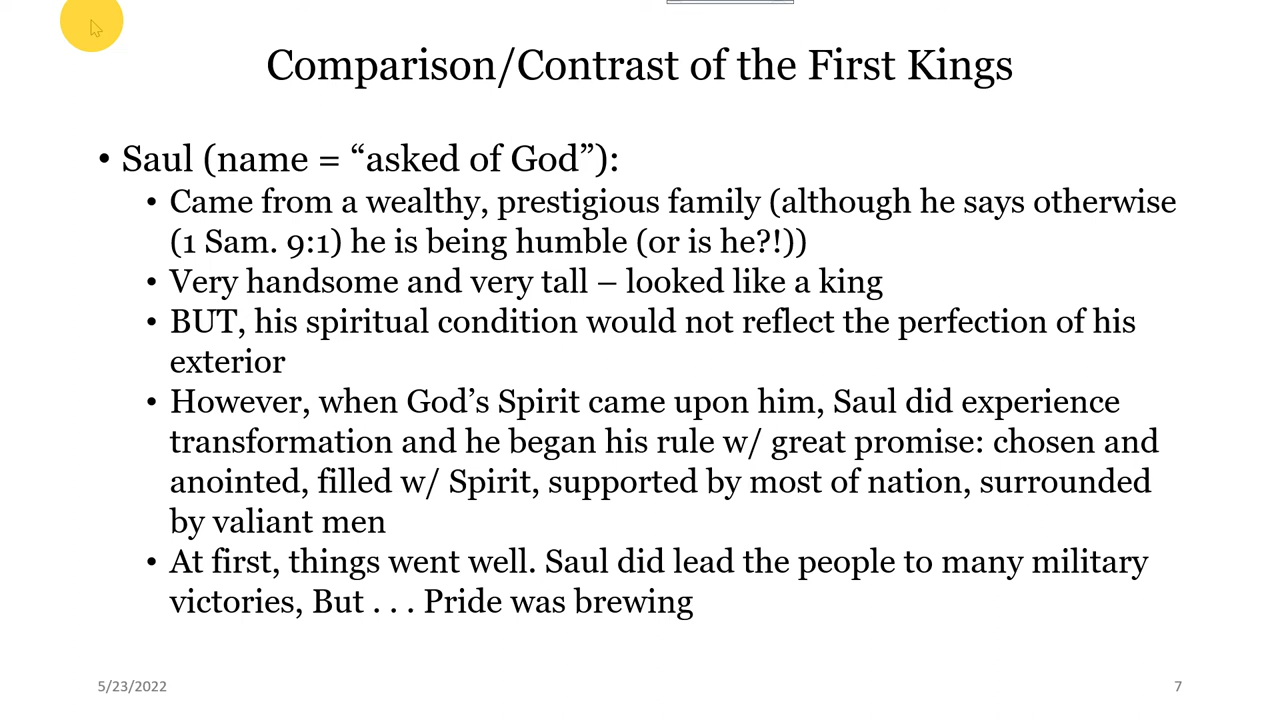 Comparison/Contrast of the First Kings
• Saul (name = “asked of God”):
• Came from a wealthy, prestigious family (although he says otherwise
(1 Sam. 9:1) he is being humble (or is he?!))
• Very handsome and very tall – looked like a king
• BUT, his spiritual condition would not reflect the perfection of his
exterior
• However, when God’s Spirit came upon him, Saul did experience
transformation and he began his rule w/ great promise: chosen and
anointed, filled w/ Spirit, supported by most of nation, surrounded
by valiant men
• At first, things went well. Saul did lead the people to many military
victories, But . . . Pride was brewing
5/23/2022
7